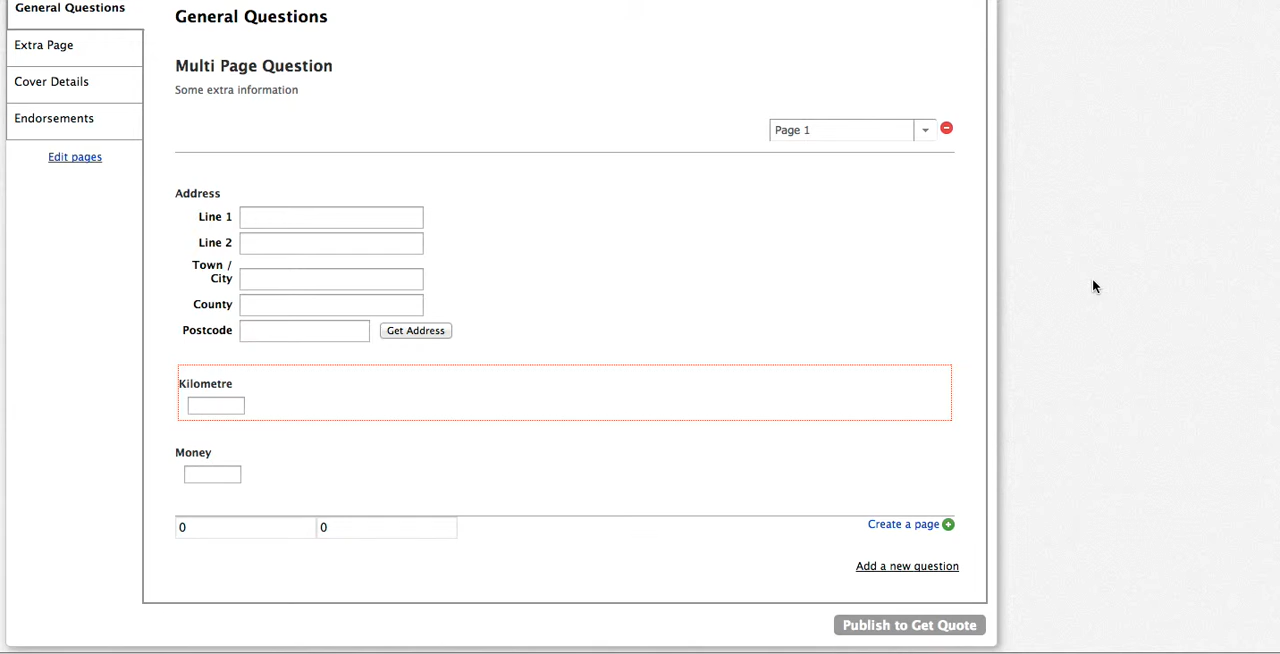 General Questions
Extra Page
Cover Details
Endorsements
Edit pages
General Questions
Multi Page Question
Some extra information
Page 1
Address
Line 1
Line 2
Town /
City
County
Postcode
Get Address
Kilometre
Money
0 0
Create a page
Add a new question
Publish to Get Quote